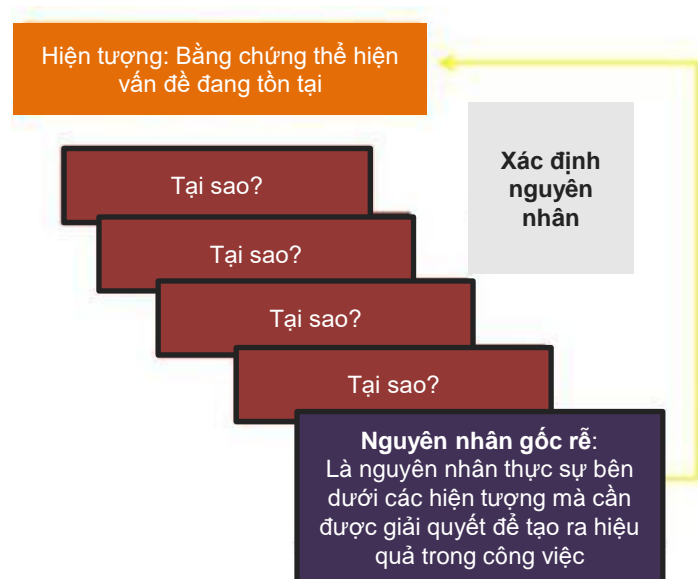 Hiện tượng: Bằng chứng thể hiện
vấn đề đang tồn tại
Xác định
nguyên
nhân
Tại sao?
Tại sao?
Tại sao?
Tại sao?
Nguyên nhân gốc rễ:
Là nguyên nhân thực sự bên
dưới các hiện tượng mà cần
được giải quyết để tạo ra hiệu
quả trong công việc